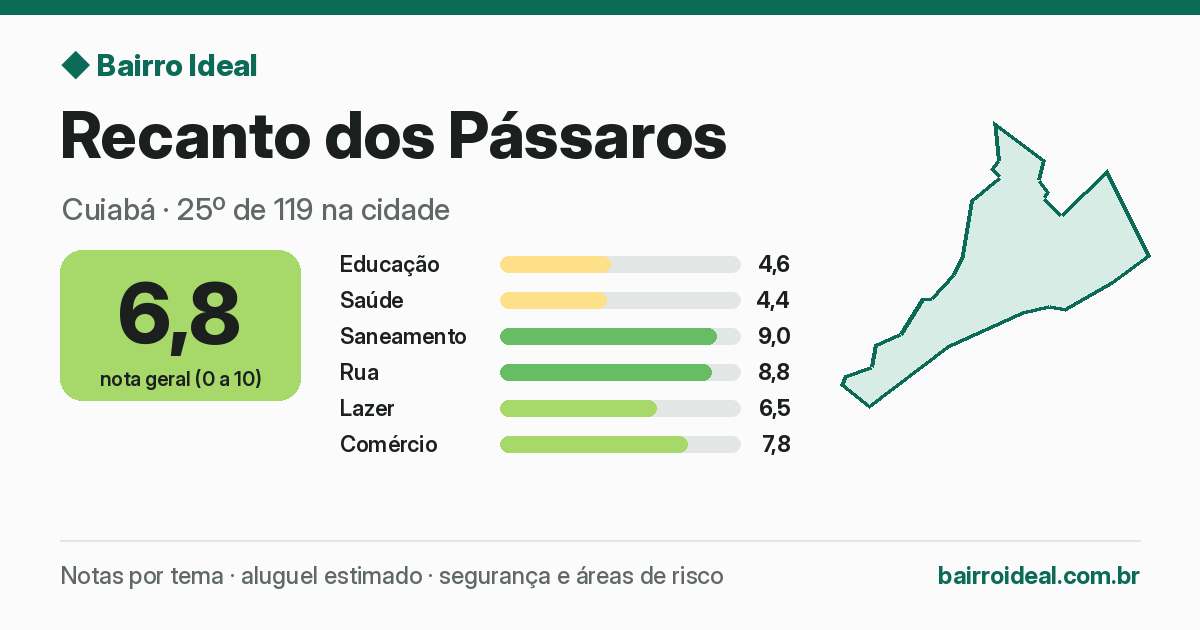 Bairro Ideal
Recanto dos Pássaros
Cuiabá · 25º de 119 na cidade
6,8
nota geral (0 a 10)
Educação 4,6
Saúde 4,4
Saneamento 9,0
Rua 8,8
Lazer 6,5
Comércio 7,8
Notas por tema · aluguel estimado · segurança e áreas de risco
bairroideal.com.br